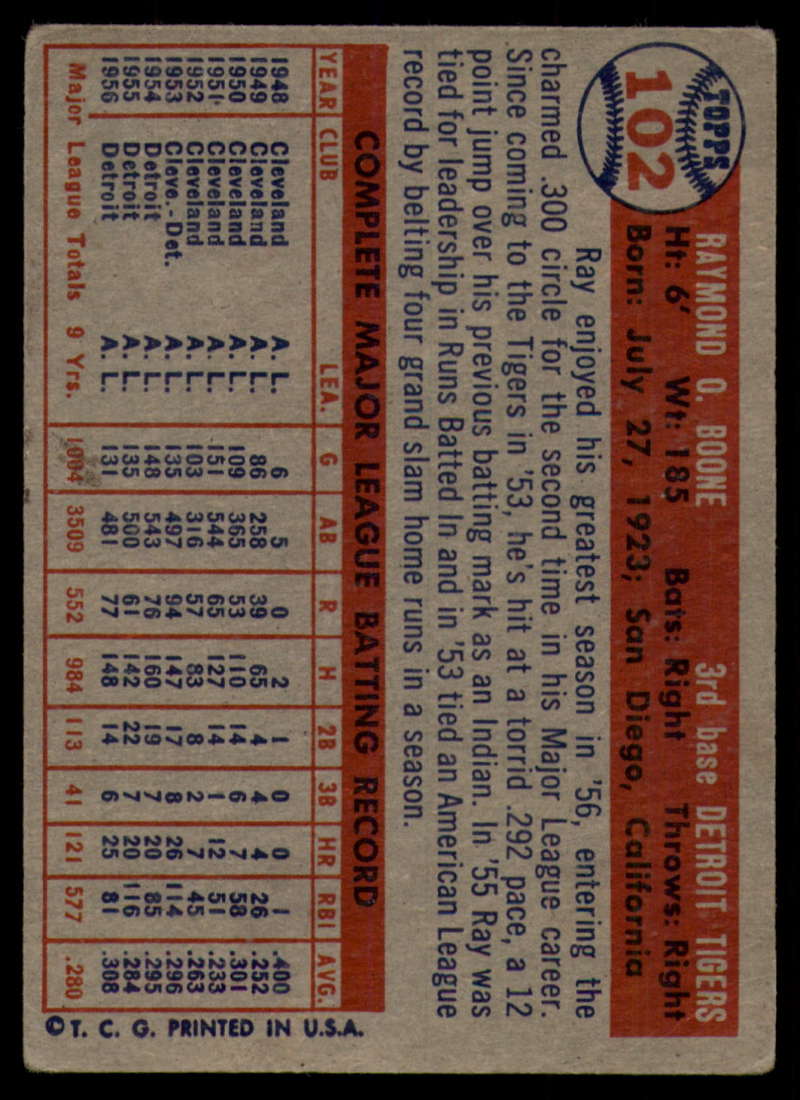 TOPPS
102
RAYMOND O. BOONE 3rd base DETROIT TIGERS
Ht: 6' Wt: 185 Bats: Right Throws: Right
Born: July 27, 1923; San Diego, California
Ray enjoyed his greatest season in '56, entering the
charmed .300 circle for the second time in his Major League career.
Since coming to the Tigers in '53, he's hit at a torrid .292 pace, a 12
point jump over his previous batting mark as an Indian. In '55 Ray was
tied for leadership in Runs Batted In and in '53 tied an American League
record by belting four grand slam home runs in a season.
COMPLETE MAJOR LEAGUE BATTING RECORD
YEAR CLUB LEA. G AB R H 2B 3B HR RBI AVG.
1948 Cleveland A. L. 6 5 0 2 1 0 0 1 .400
1949 Cleveland A. L. 86 258 39 65 4 4 4 26 .252
1950 Cleveland A. L. 109 365 53 110 14 6 7 58 .301
1951 Cleveland A. L. 151 544 65 127 14 1 12 51 .233
1952 Cleveland A. L. 103 316 57 83 8 2 7 45 .263
1953 Cleve.-Det. A. L. 135 497 94 147 17 8 26 114 .296
1954 Detroit A. L. 148 543 76 160 19 7 20 85 .295
1955 Detroit A. L. 135 500 61 142 22 7 20 116 .284
1956 Detroit A. L. 131 481 77 148 14 6 25 81 .308
Major League Totals 9 Yrs. 1004 3509 552 984 113 41 121 577 .280
© T. C. G. PRINTED IN U.S.A.